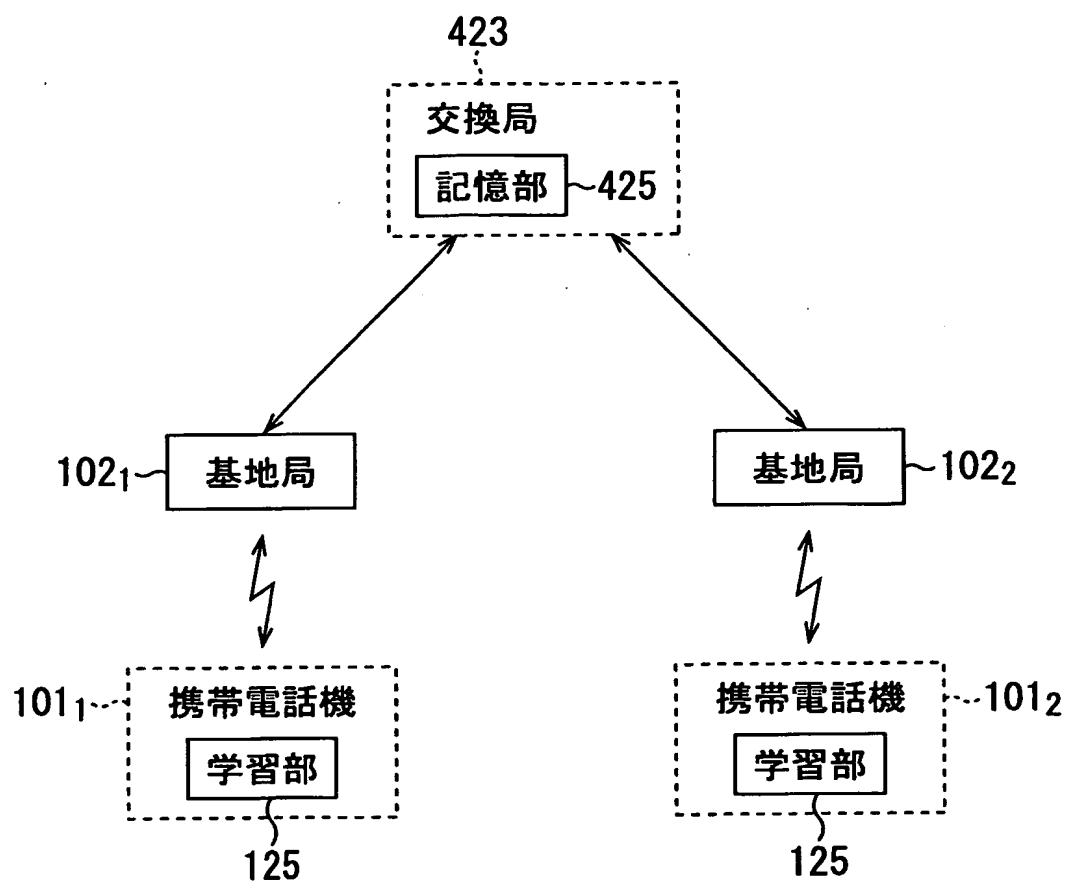 423
交換局
記憶部
425
102₁
基地局
基地局
102₂
101₁
携帯電話機
学習部
125
携帯電話機
101₂
学習部
125